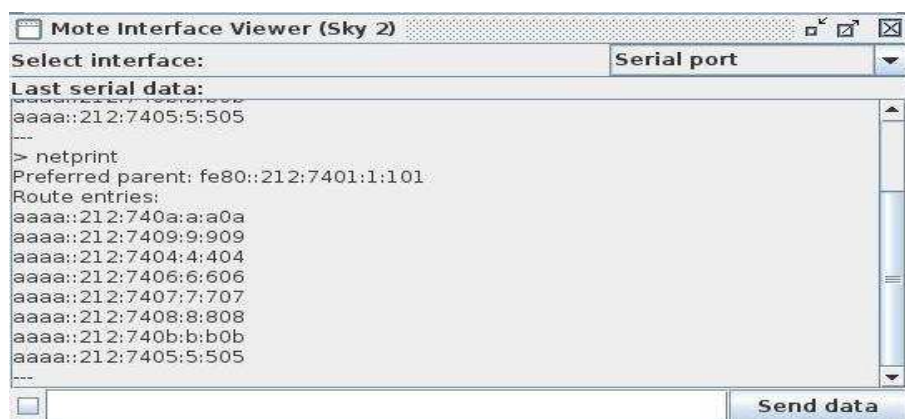 Mote Interface Viewer (Sky 2)
Select interface:
Serial port
Last serial data:
aaaa::212:7405:5:505
---
> netprint
Preferred parent: fe80::212:7401:1:101
Route entries:
aaaa::212:740a:a:a0a
aaaa::212:7409:9:909
aaaa::212:7404:4:404
aaaa::212:7406:6:606
aaaa::212:7407:7:707
aaaa::212:7408:8:808
aaaa::212:740b:b:b0b
aaaa::212:7405:5:505
---
Send data